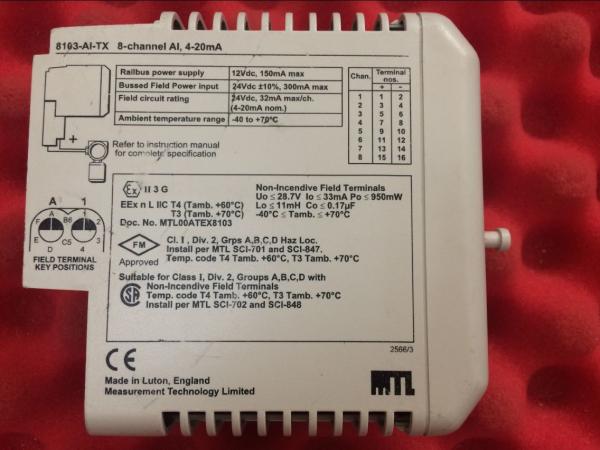 8103-AI-TX 8-channel AI, 4-20mA
Railbus power supply 12Vdc, 150mA max
Bussed Field Power input 24Vdc ±10%, 300mA max
Field circuit rating 24Vdc, 32mA max/ch.
(4-20mA nom.)
Ambient temperature range -40 to +70°C
Chan. Terminal nos.
+ -
1 1 2
2 3 4
3 5 6
4 7 8
5 9 10
6 11 12
7 13 14
8 15 16
+
Refer to instruction manual
for complete specification
A 1
A B6 2
F
E C5 3
D 4
FIELD TERMINAL
KEY POSITIONS
Ex II 3 G
EEx n L IIC T4 (Tamb. +60°C)
T3 (Tamb. +70°C)
Doc. No. MTL00ATEX8103
Non-Incendive Field Terminals
Uo ≤ 28.7V Io ≤ 33mA Po ≤ 950mW
Lo ≤ 11mH Co ≤ 0.17µF
-40°C ≤ Tamb. ≤ +70°C
FM
Approved
Cl. I , Div. 2, Grps A,B,C,D Haz Loc.
Install per MTL SCI-701 and SCI-847.
Temp. code T4 Tamb. +60°C, T3 Tamb. +70°C
Suitable for Class I, Div. 2, Groups A,B,C,D with
Non-Incendive Field Terminals
Temp. code T4 Tamb. +60°C, T3 Tamb. +70°C
Install per MTL SCI-702 and SCI-848
SA
CE
2566/3
Made in Luton, England
Measurement Technology Limited
MTL